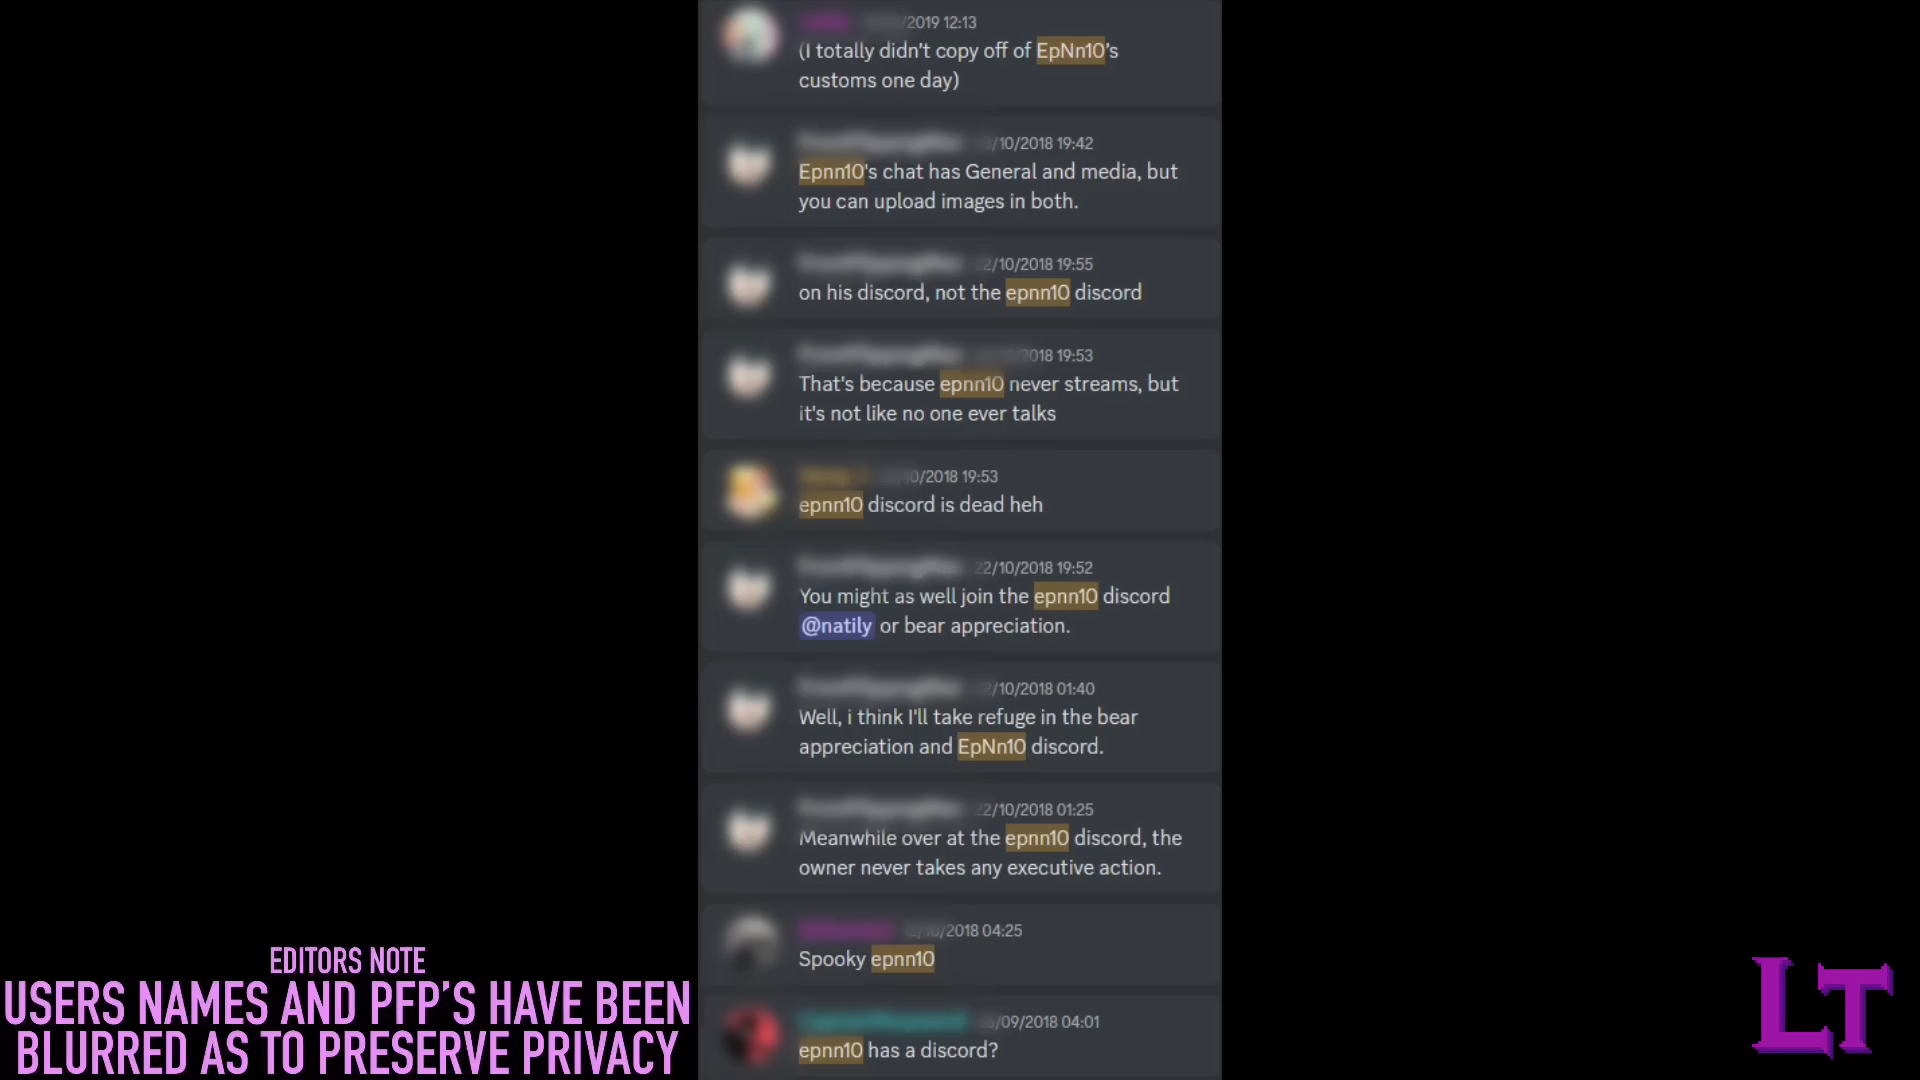 /2019 12:13
(I totally didn't copy off of EpNn10's
customs one day)
/10/2018 19:42
Epnn10's chat has General and media, but
you can upload images in both.
2/10/2018 19:55
on his discord, not the epnn10 discord
2018 19:53
That's because epnn10 never streams, but
it's not like no one ever talks
0/2018 19:53
epnn10 discord is dead heh
22/10/2018 19:52
You might as well join the epnn10 discord
@natily or bear appreciation.
2/10/2018 01:40
Well, i think I'll take refuge in the bear
appreciation and EpNn10 discord.
22/10/2018 01:25
Meanwhile over at the epnn10 discord, the
owner never takes any executive action.
/2018 04:25
Spooky epnn10
/09/2018 04:01
epnn10 has a discord?
EDITORS NOTE
USERS NAMES AND PFP'S HAVE BEEN
BLURRED AS TO PRESERVE PRIVACY
LT